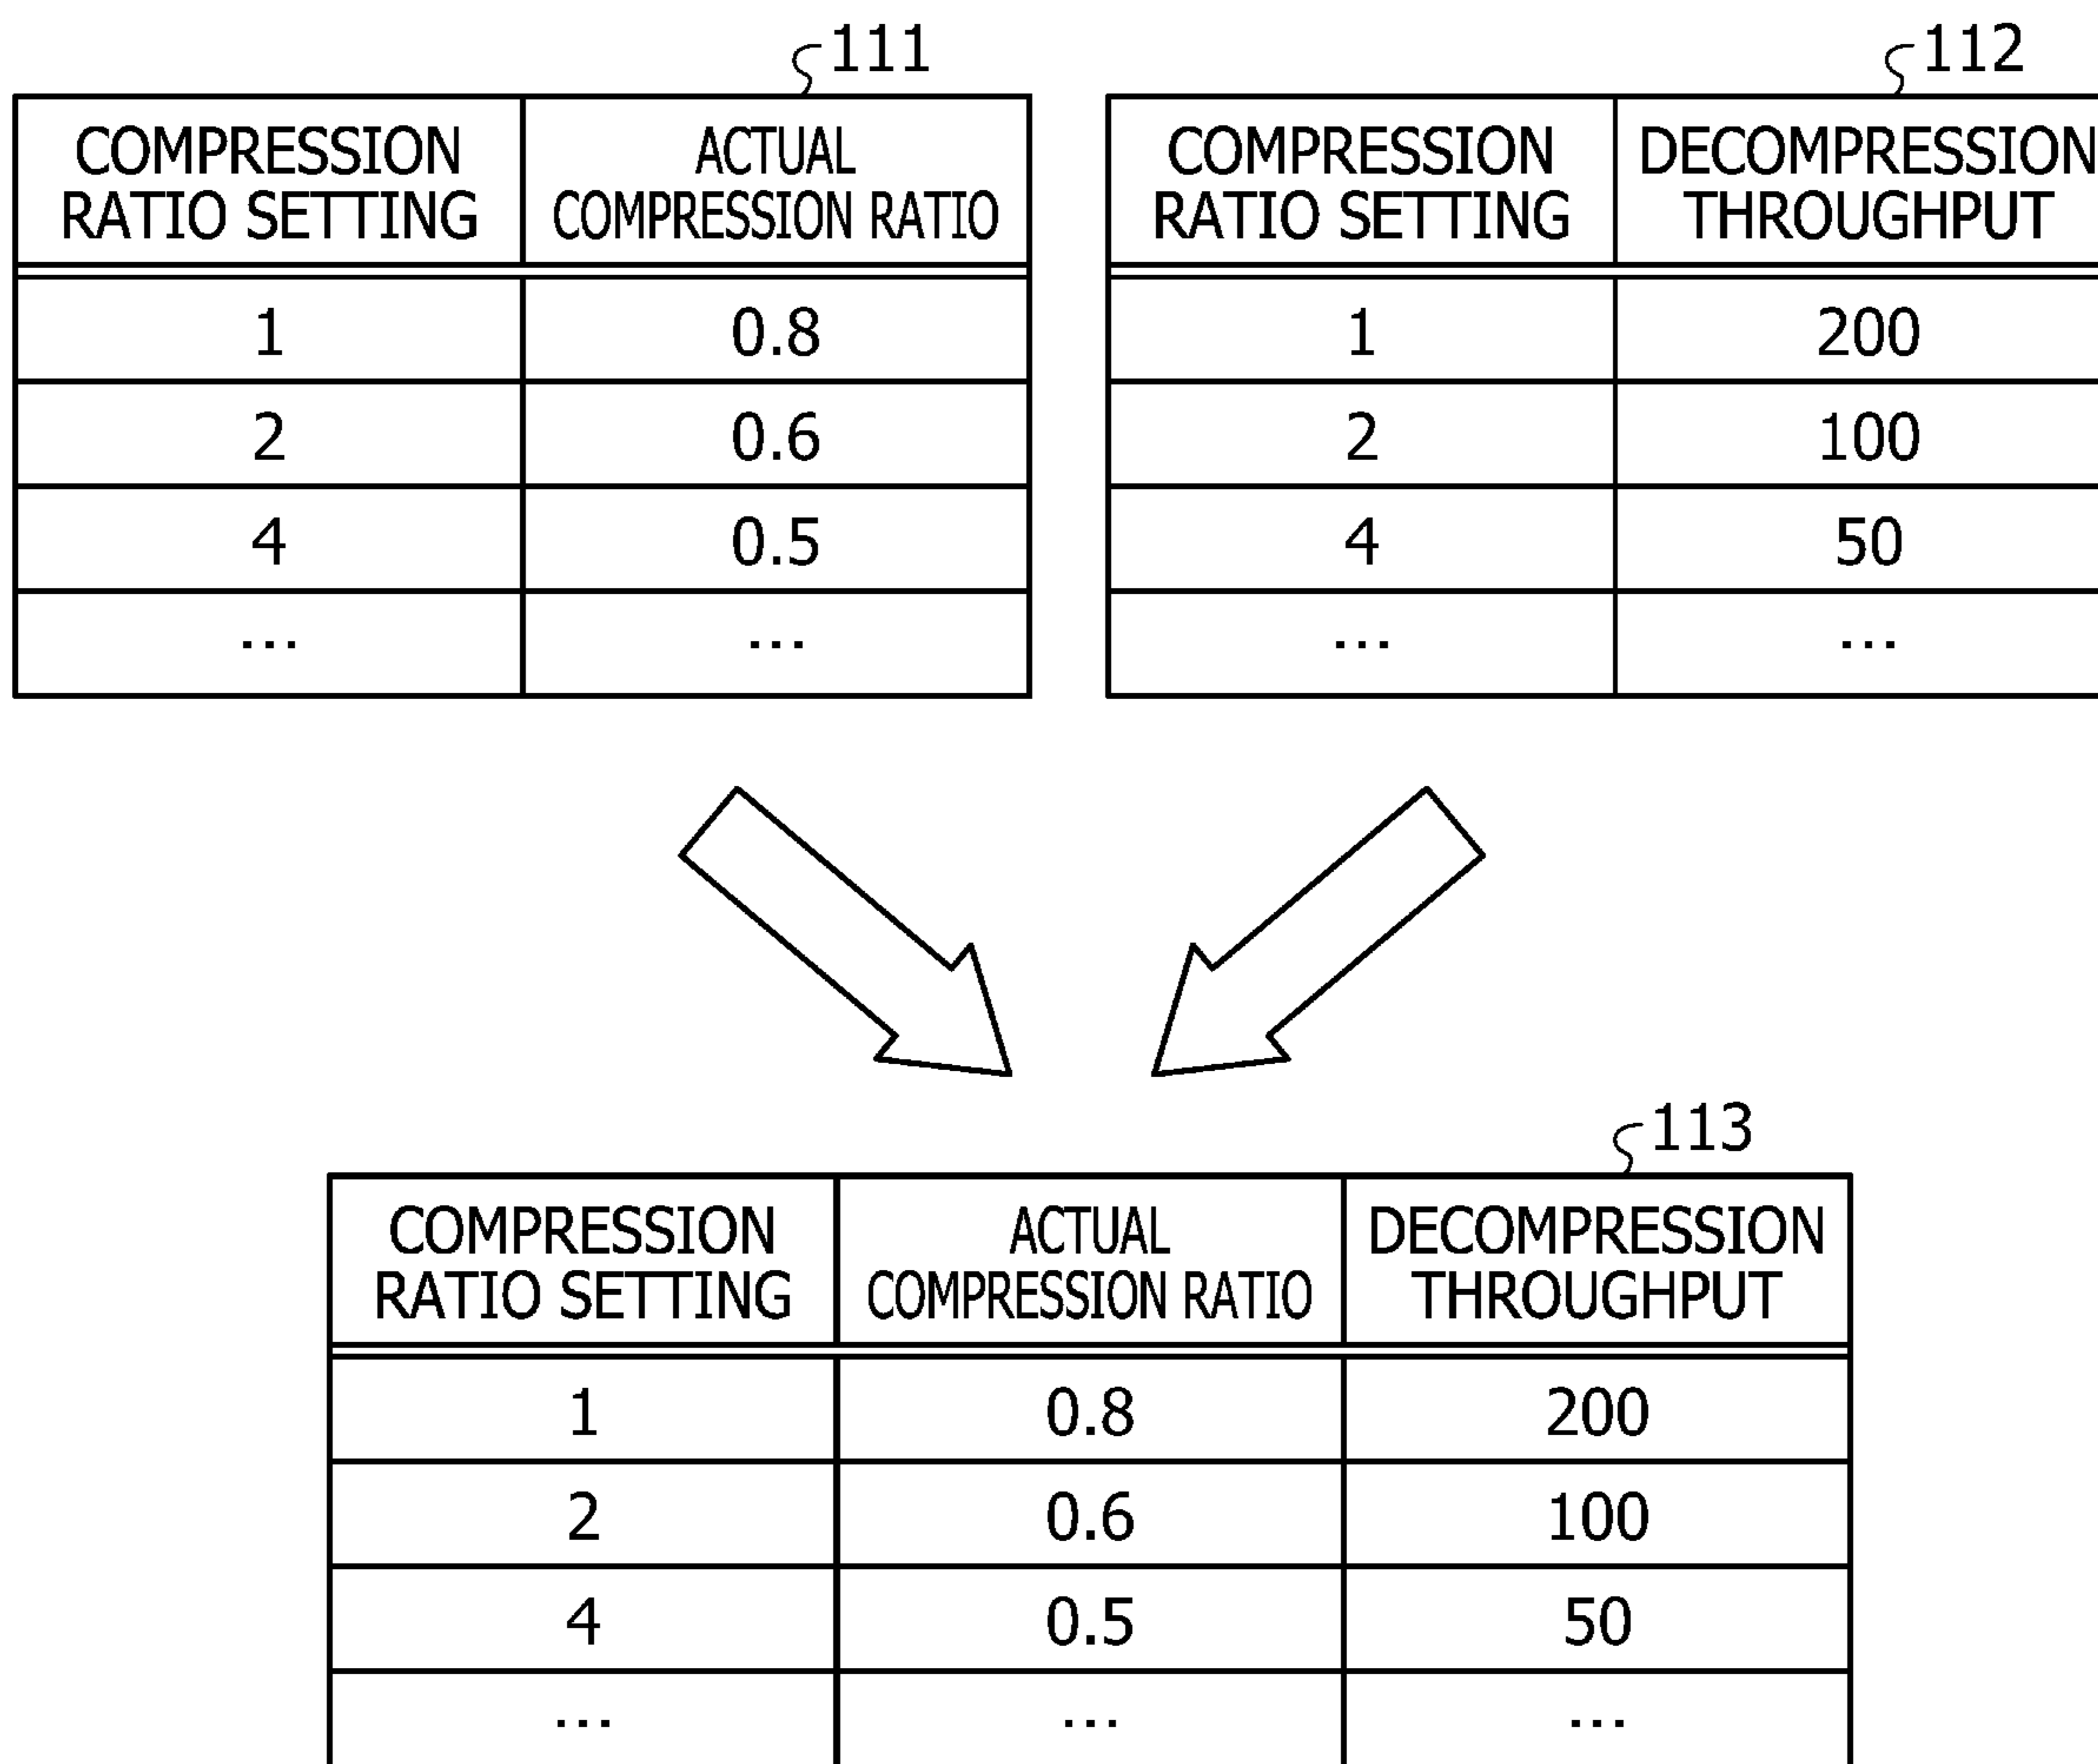 111
COMPRESSION RATIO SETTING
ACTUAL COMPRESSION RATIO
1 0.8
2 0.6
4 0.5
... ...
112
COMPRESSION RATIO SETTING
DECOMPRESSION THROUGHPUT
1 200
2 100
4 50
... ...
113
COMPRESSION RATIO SETTING
ACTUAL COMPRESSION RATIO
DECOMPRESSION THROUGHPUT
1 0.8 200
2 0.6 100
4 0.5 50
... ... ...